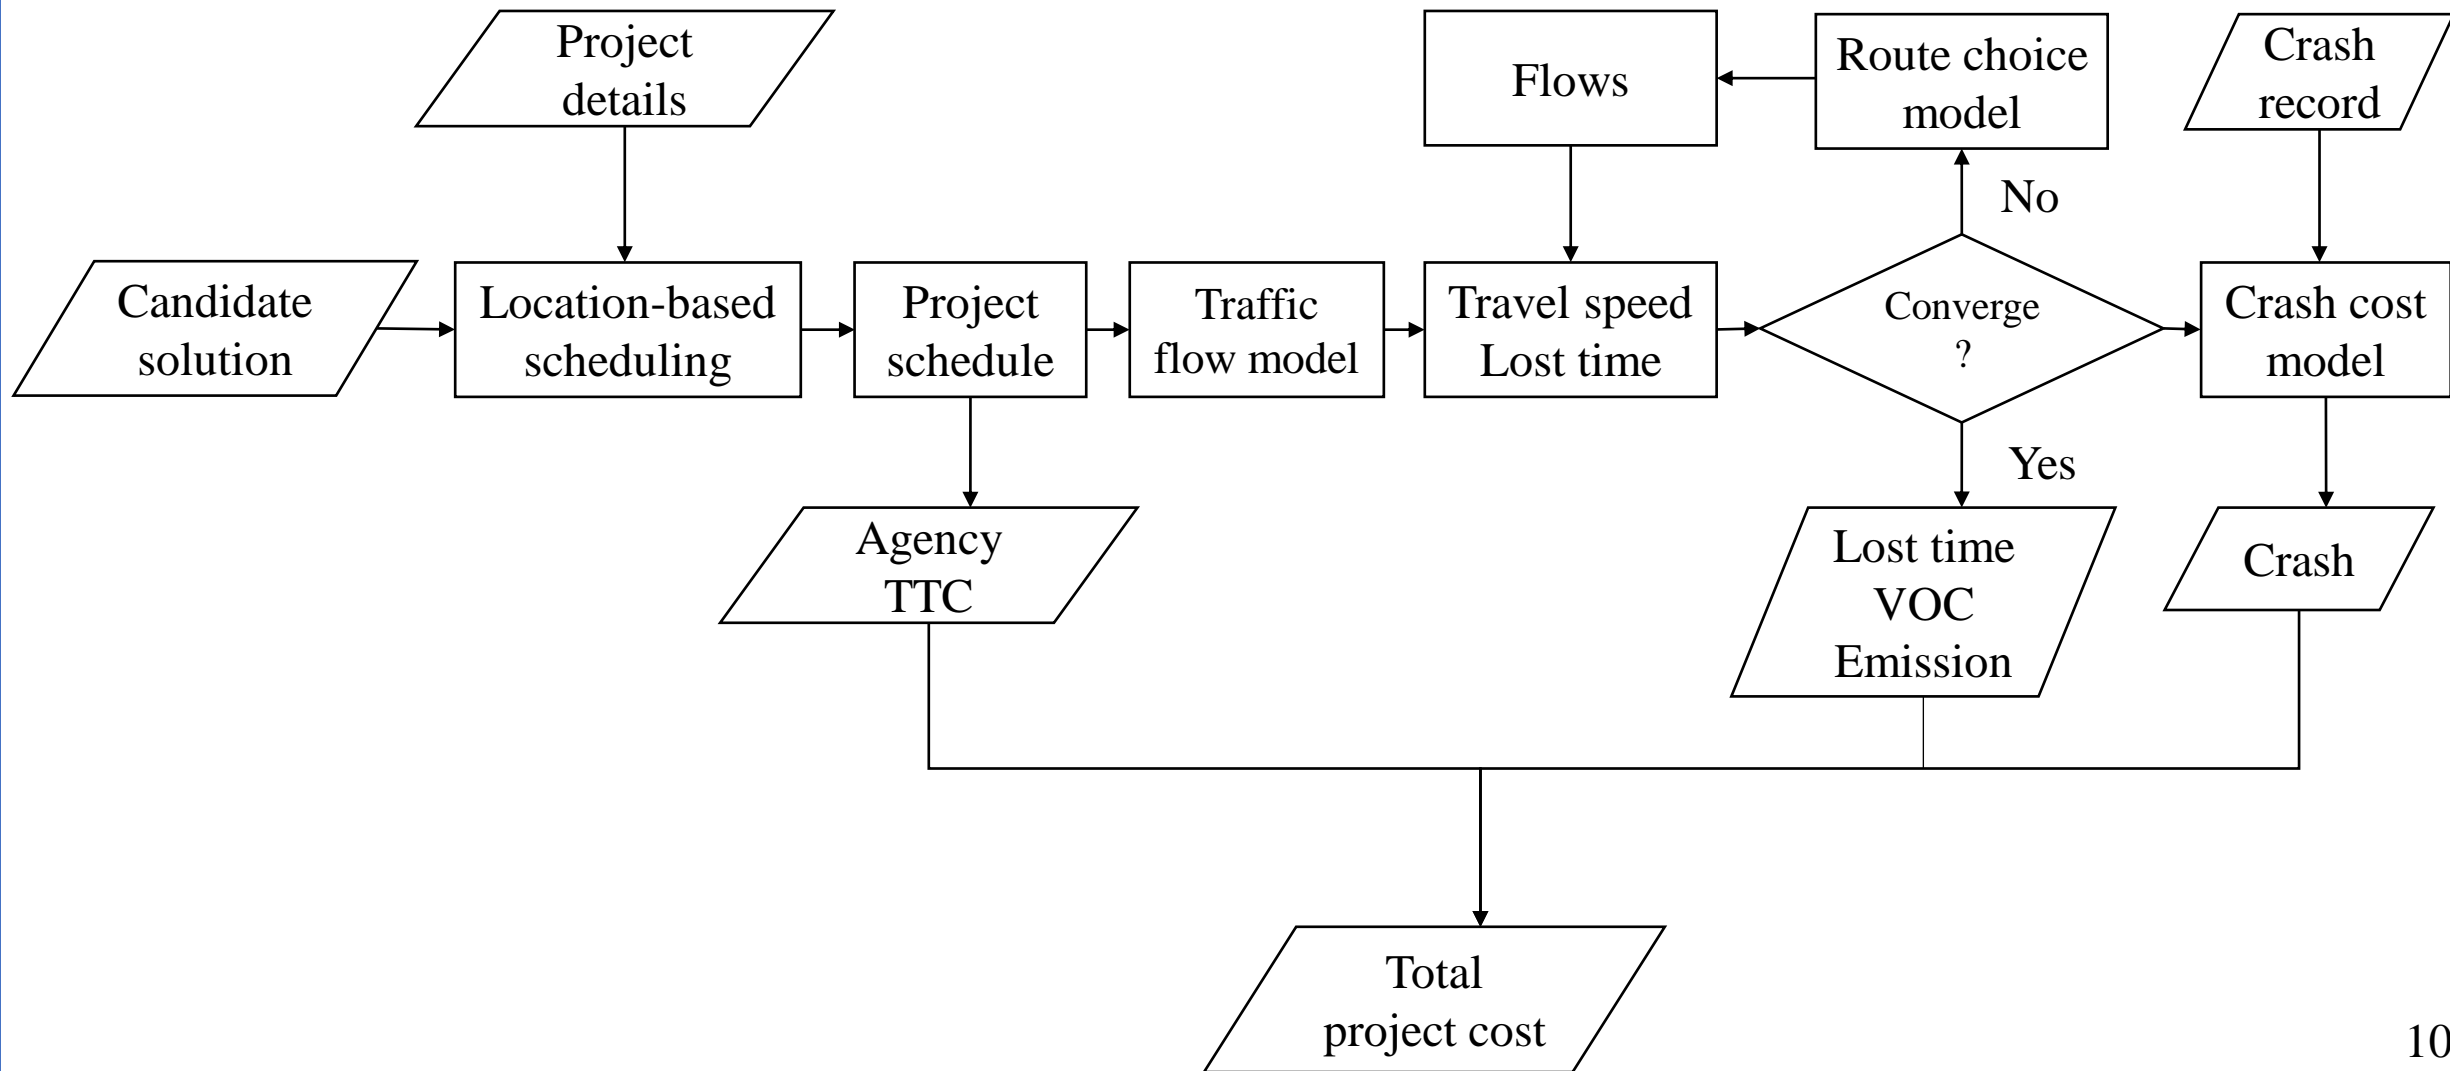 Project
details
Flows
Route choice
model
Crash
record
No
Candidate
solution
Location-based
scheduling
Project
schedule
Traffic
flow model
Travel speed
Lost time
Converge
?
Crash cost
model
Yes
Agency
TTC
Lost time
VOC
Emission
Crash
Total
project cost
10